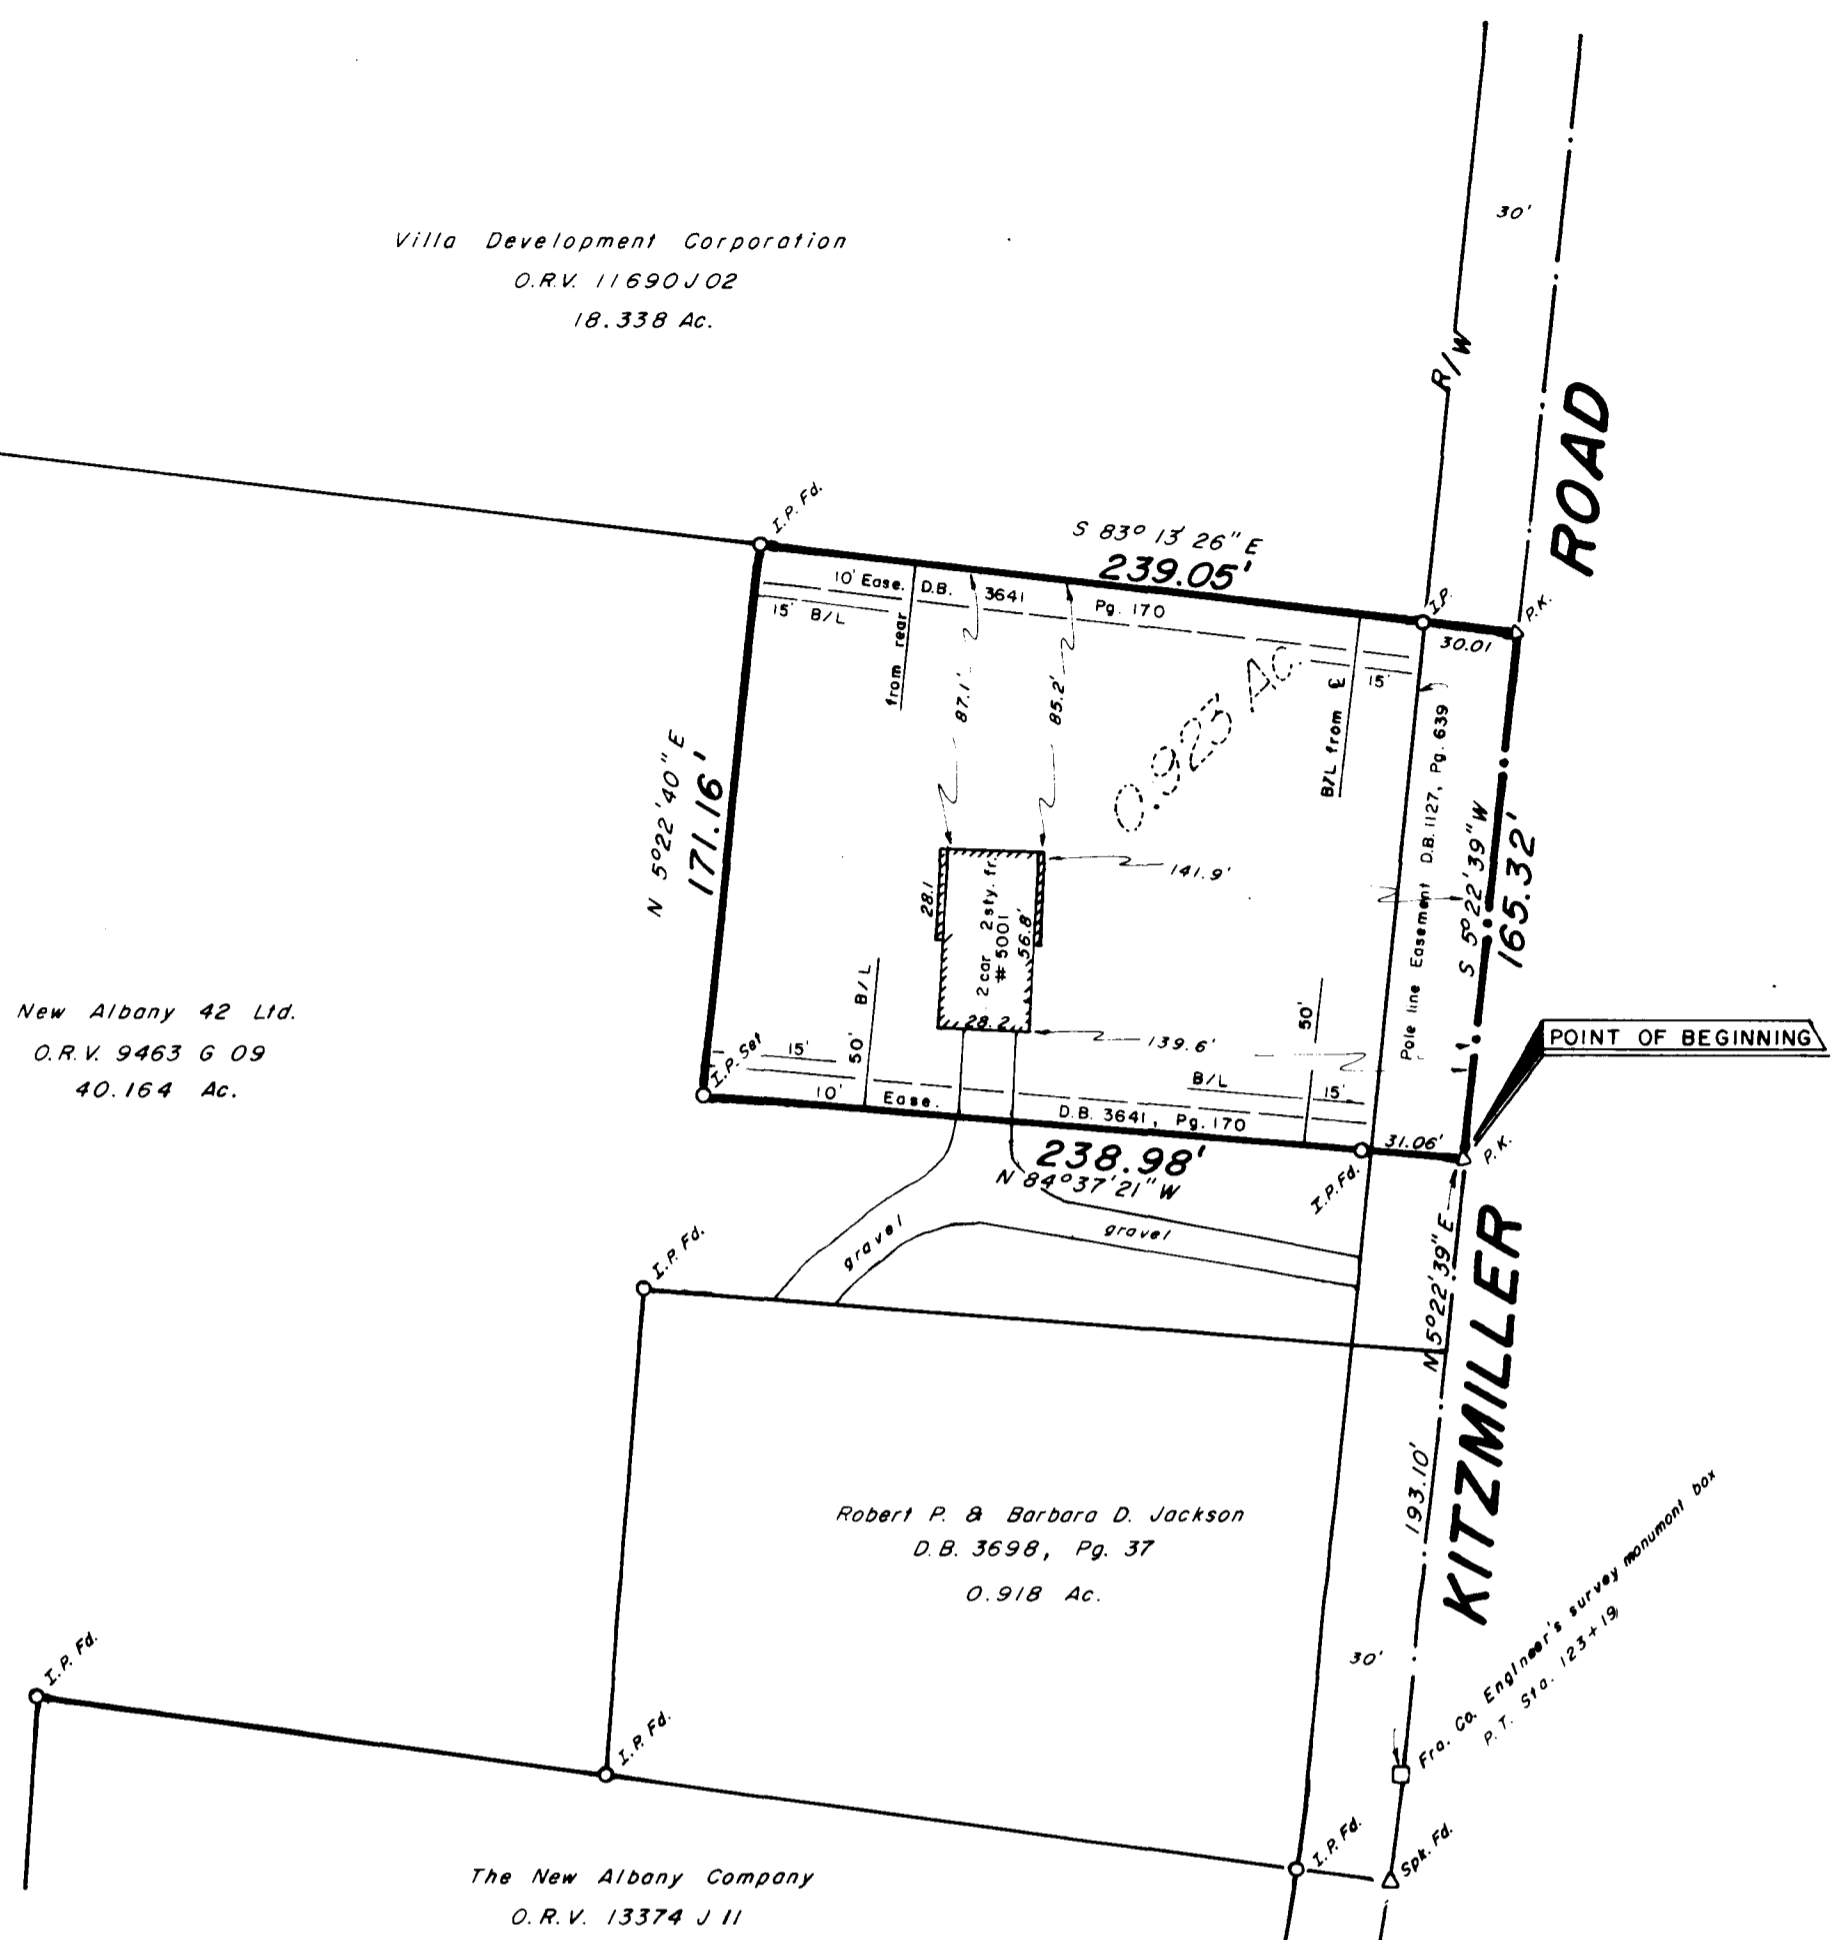 30'
Villa Development Corporation
O.R.V. 11690J02
18.338 Ac.
R/W
ROAD
I.P. Fd.
S 83° 13' 26" E
239.05'
I.P.
P.K.
30.01
10' Ease. D.B. 3641 Pg. 170
15' B/L
from rear
87.1'
85.2'
0.923 Ac.
B/L from ℄
15'
Pole line Easement D.B. 1127, Pg. 639
N 5°22'40" E
171.16'
S 5°22'39" W
165.32'
141.9'
28.1
2 car 2 sty. fr.
# 5001
56.8'
28.2
139.6'
New Albany 42 Ltd.
O.R.V. 9463 G 09
40.164 Ac.
50' B/L
50'
POINT OF BEGINNING
I.P. Set
15'
B/L
15'
10' Ease. D.B. 3641, Pg. 170
31.06'
P.K.
238.98'
N 84°37'21" W
I.P. Fd.
gravel
gravel
I.P. Fd.
N 5°22'39" E
193.10'
KITZMILLER
Robert P. & Barbara D. Jackson
D.B. 3698, Pg. 37
0.918 Ac.
30'
Fra. Co. Engineer's survey monumont box
P.T. Sta. 123+19
I.P. Fd.
I.P. Fd.
I.P. Fd.
Spk. Fd.
The New Albany Company
O.R.V. 13374 J 11